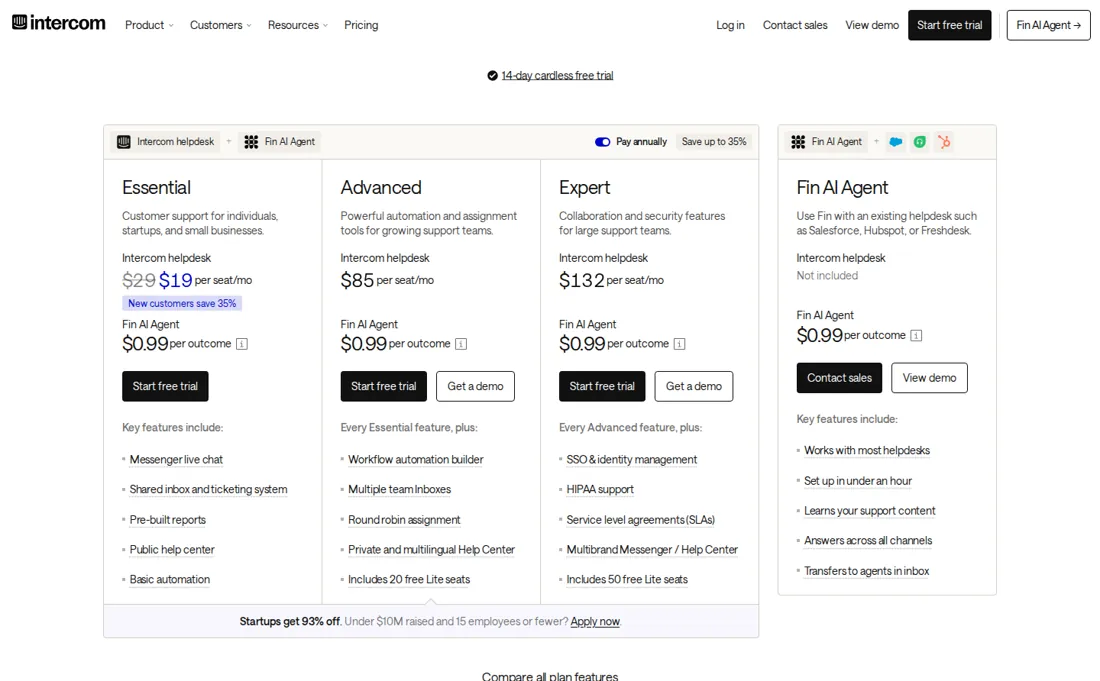 intercom
Product
Customers
Resources
Pricing
Log in
Contact sales
View demo
Start free trial
Fin AI Agent →
14-day cardless free trial
Intercom helpdesk + Fin AI Agent
Pay annually
Save up to 35%
Essential
Customer support for individuals,
startups, and small businesses.
Intercom helpdesk
$29 $19 per seat/mo
New customers save 35%
Fin AI Agent
$0.99 per outcome i
Start free trial
Key features include:
Messenger live chat
Shared inbox and ticketing system
Pre-built reports
Public help center
Basic automation
Advanced
Powerful automation and assignment
tools for growing support teams.
Intercom helpdesk
$85 per seat/mo
Fin AI Agent
$0.99 per outcome i
Start free trial
Get a demo
Every Essential feature, plus:
Workflow automation builder
Multiple team Inboxes
Round robin assignment
Private and multilingual Help Center
Includes 20 free Lite seats
Expert
Collaboration and security features
for large support teams.
Intercom helpdesk
$132 per seat/mo
Fin AI Agent
$0.99 per outcome i
Start free trial
Get a demo
Every Advanced feature, plus:
SSO & identity management
HIPAA support
Service level agreements (SLAs)
Multibrand Messenger / Help Center
Includes 50 free Lite seats
Startups get 93% off. Under $10M raised and 15 employees or fewer? Apply now.
Fin AI Agent +
Fin AI Agent
Use Fin with an existing helpdesk such
as Salesforce, Hubspot, or Freshdesk.
Intercom helpdesk
Not included
Fin AI Agent
$0.99 per outcome i
Contact sales
View demo
Key features include:
Works with most helpdesks
Set up in under an hour
Learns your support content
Answers across all channels
Transfers to agents in inbox
Compare all plan features